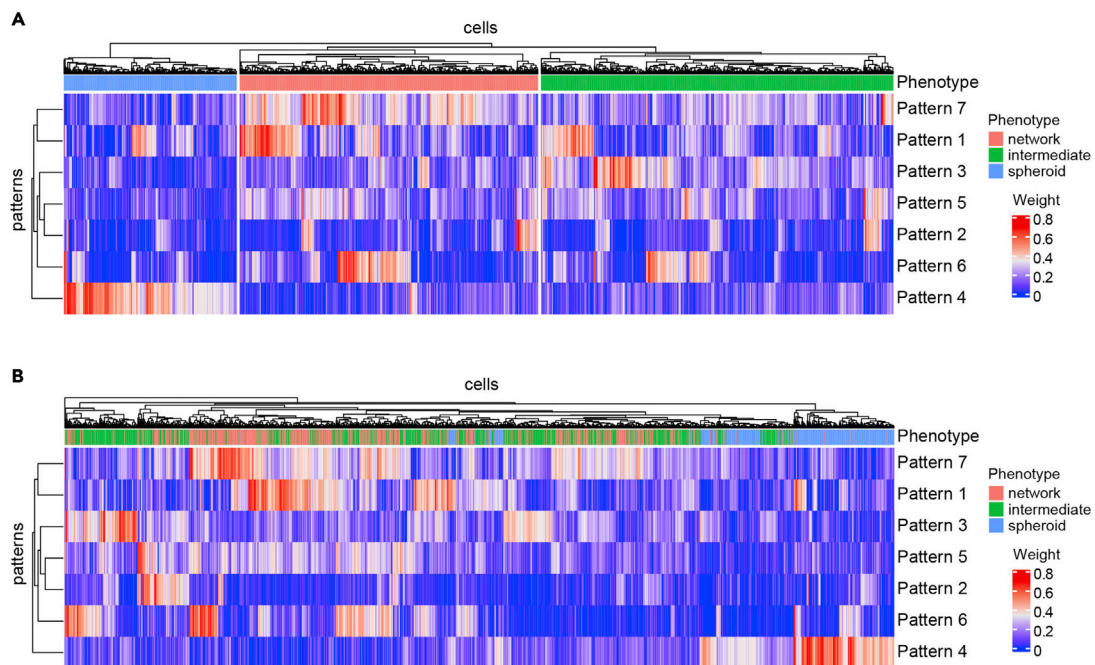 A
cells
Phenotype
Pattern 7
Pattern 1
Pattern 3
Pattern 5
Pattern 2
Pattern 6
Pattern 4
patterns
Phenotype
network
intermediate
spheroid
Weight
0.8
0.6
0.4
0.2
0
B
cells
Phenotype
Pattern 7
Pattern 1
Pattern 3
Pattern 5
Pattern 2
Pattern 6
Pattern 4
patterns
Phenotype
network
intermediate
spheroid
Weight
0.8
0.6
0.4
0.2
0